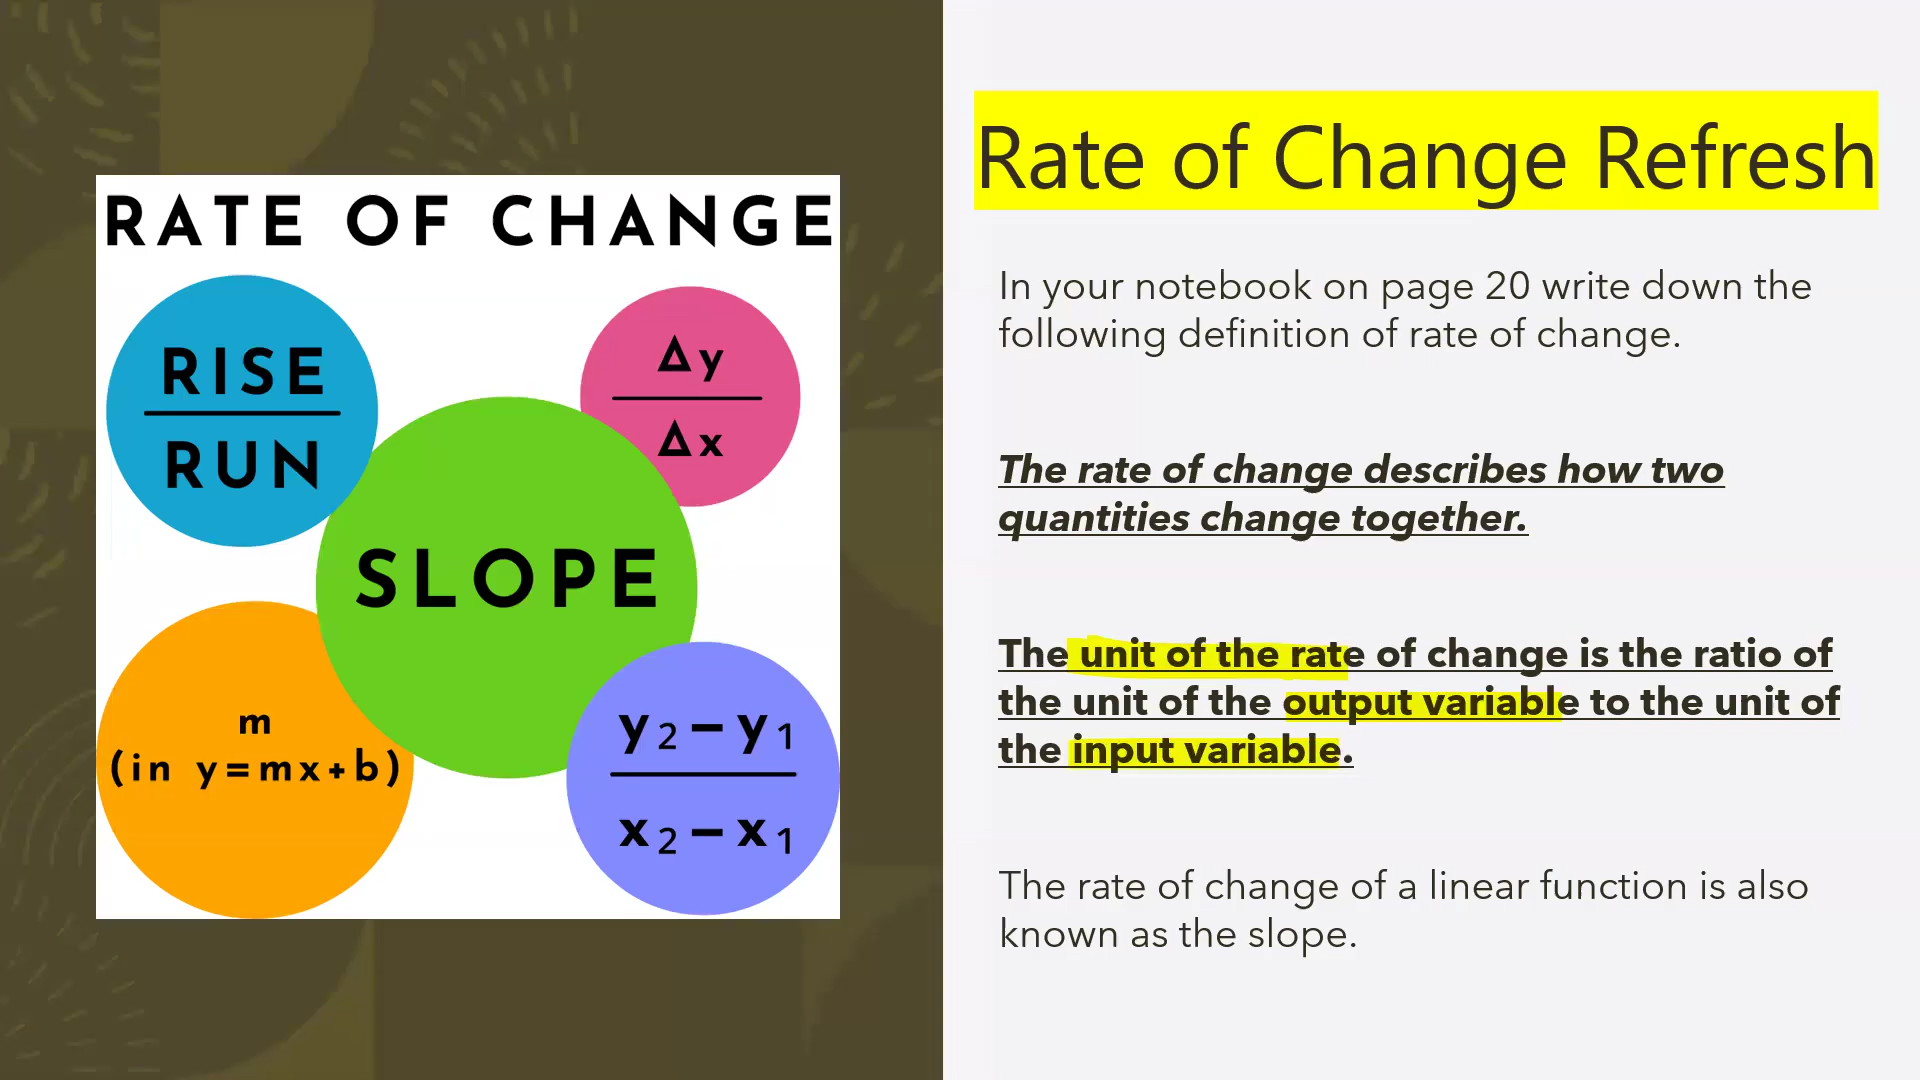 RATE OF CHANGE
RISE
RUN
Δy
Δx
SLOPE
m
(in y=mx+b)
y2 − y1
x2 − x1
Rate of Change Refresh
In your notebook on page 20 write down the
following definition of rate of change.
The rate of change describes how two
quantities change together.
The unit of the rate of change is the ratio of
the unit of the output variable to the unit of
the input variable.
The rate of change of a linear function is also
known as the slope.